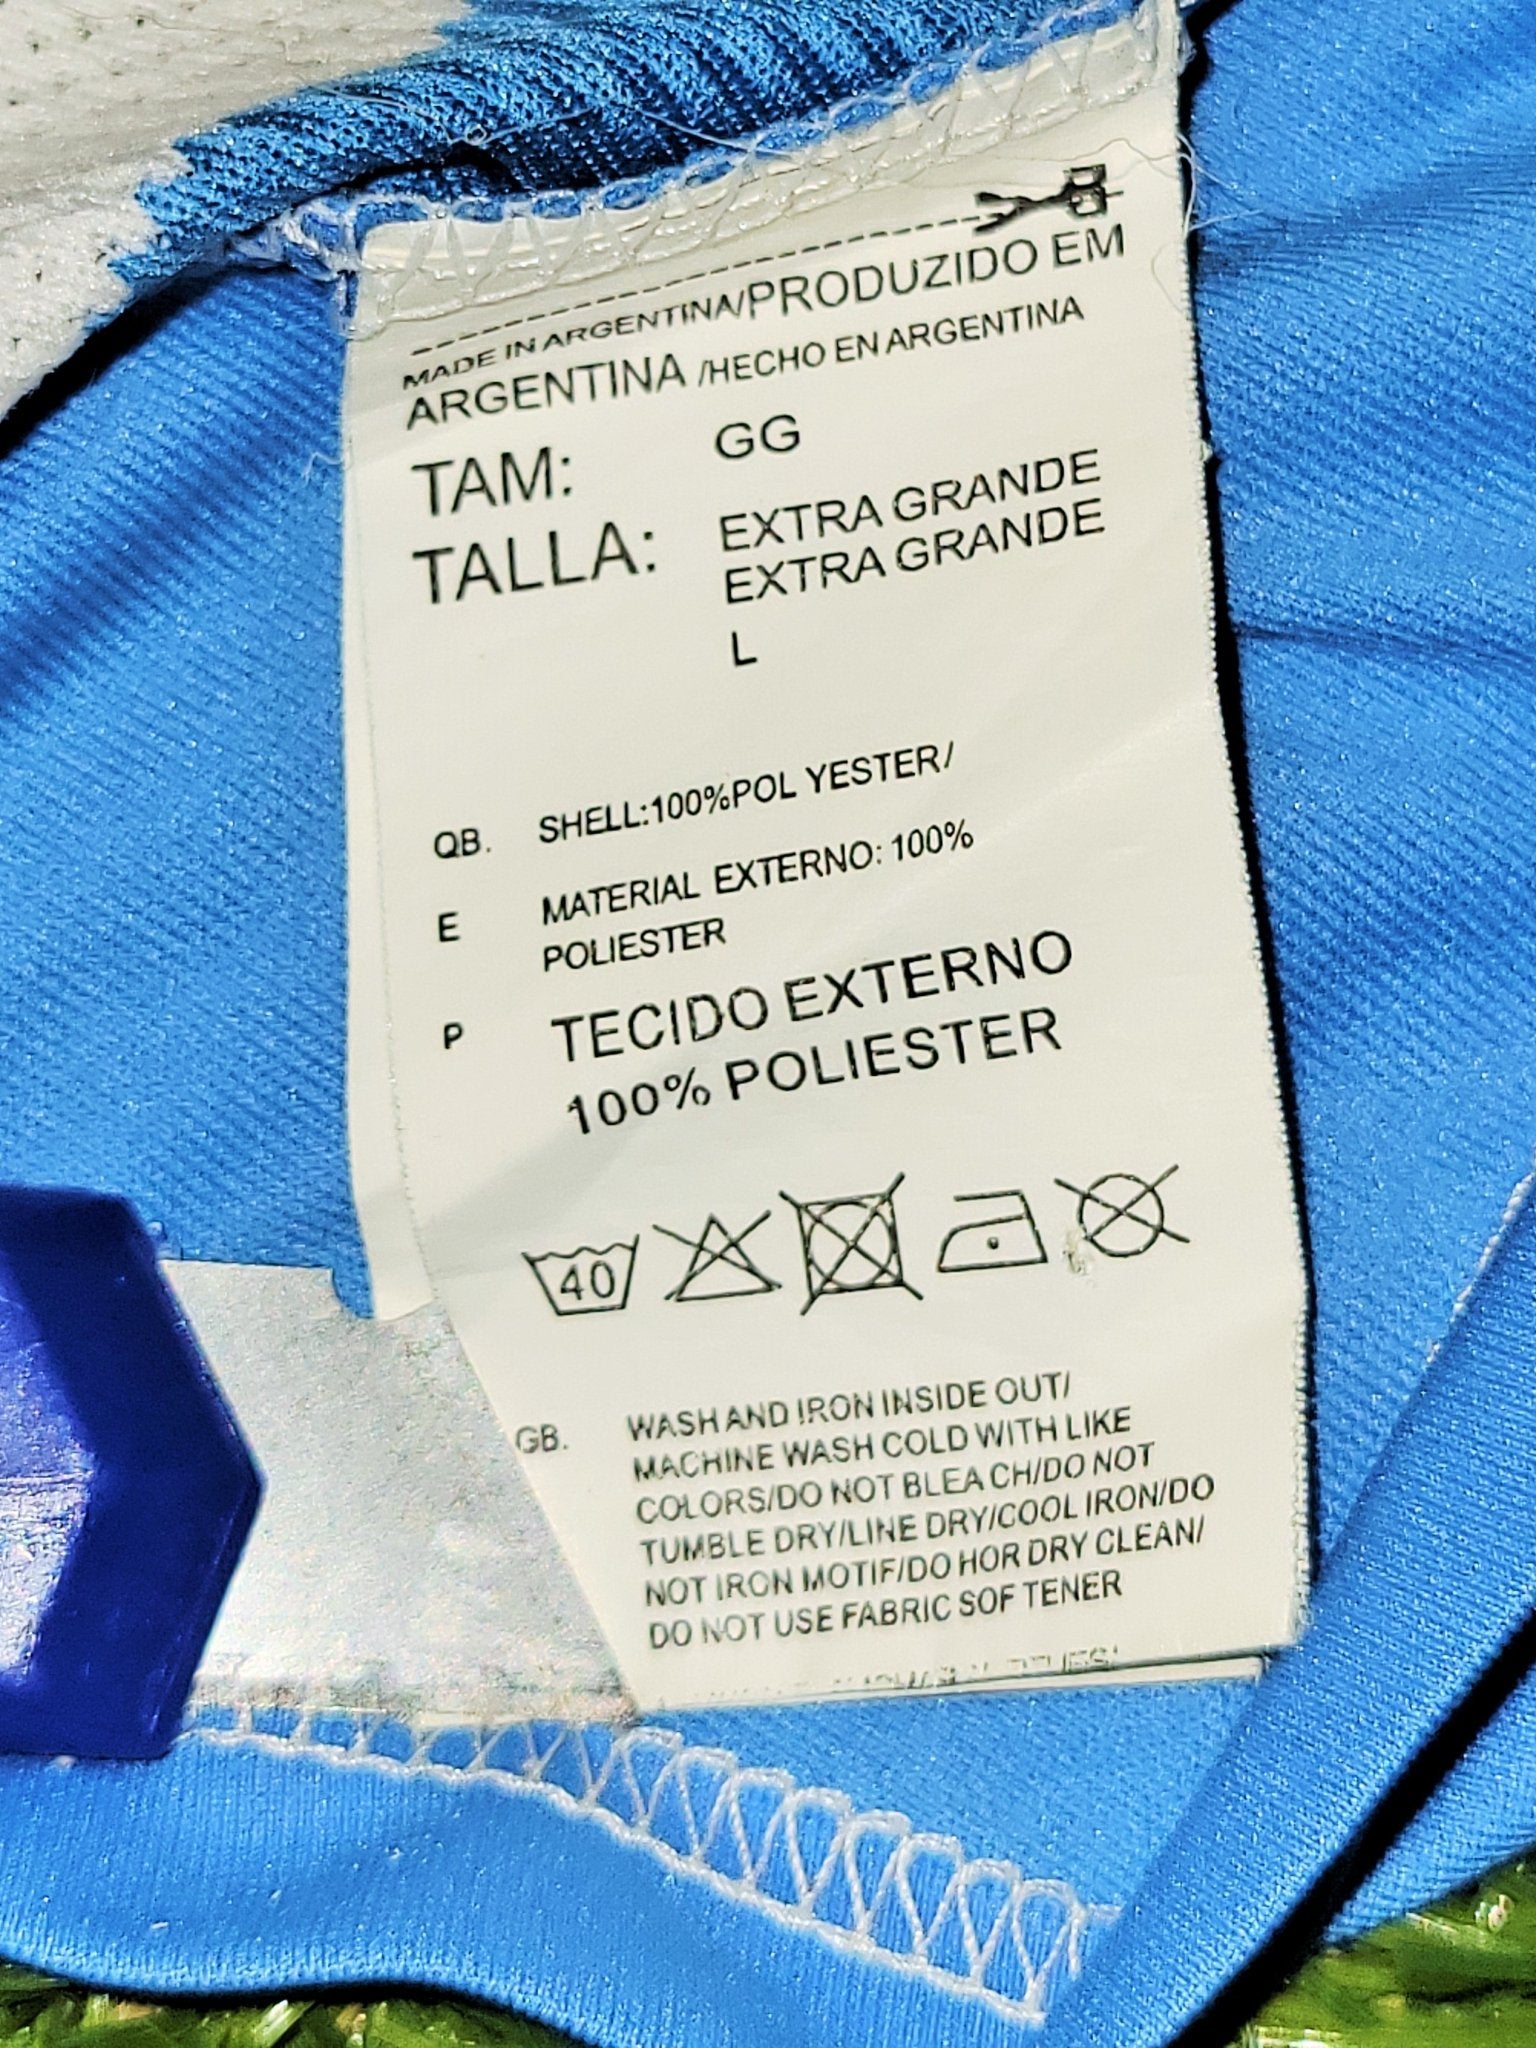 MADE IN ARGENTINA/PRODUZIDO EM
ARGENTINA /HECHO EN ARGENTINA
TAM: GG
TALLA: EXTRA GRANDE
EXTRA GRANDE
L
QB. SHELL:100%POL YESTER/
E MATERIAL EXTERNO: 100%
POLIESTER
P TECIDO EXTERNO
100% POLIESTER
40
GB. WASH AND IRON INSIDE OUT/
MACHINE WASH COLD WITH LIKE
COLORS/DO NOT BLEA CH/DO NOT
TUMBLE DRY/LINE DRY/COOL IRON/DO
NOT IRON MOTIF/DO HOR DRY CLEAN/
DO NOT USE FABRIC SOF TENER